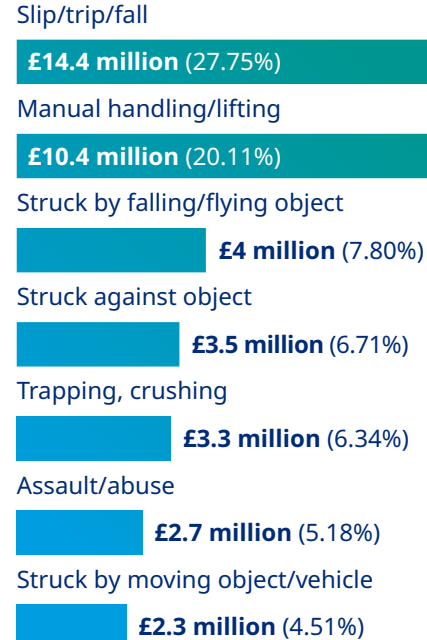 Slip/trip/fall
£14.4 million (27.75%)
Manual handling/lifting
£10.4 million (20.11%)
Struck by falling/flying object
£4 million (7.80%)
Struck against object
£3.5 million (6.71%)
Trapping, crushing
£3.3 million (6.34%)
Assault/abuse
£2.7 million (5.18%)
Struck by moving object/vehicle
£2.3 million (4.51%)